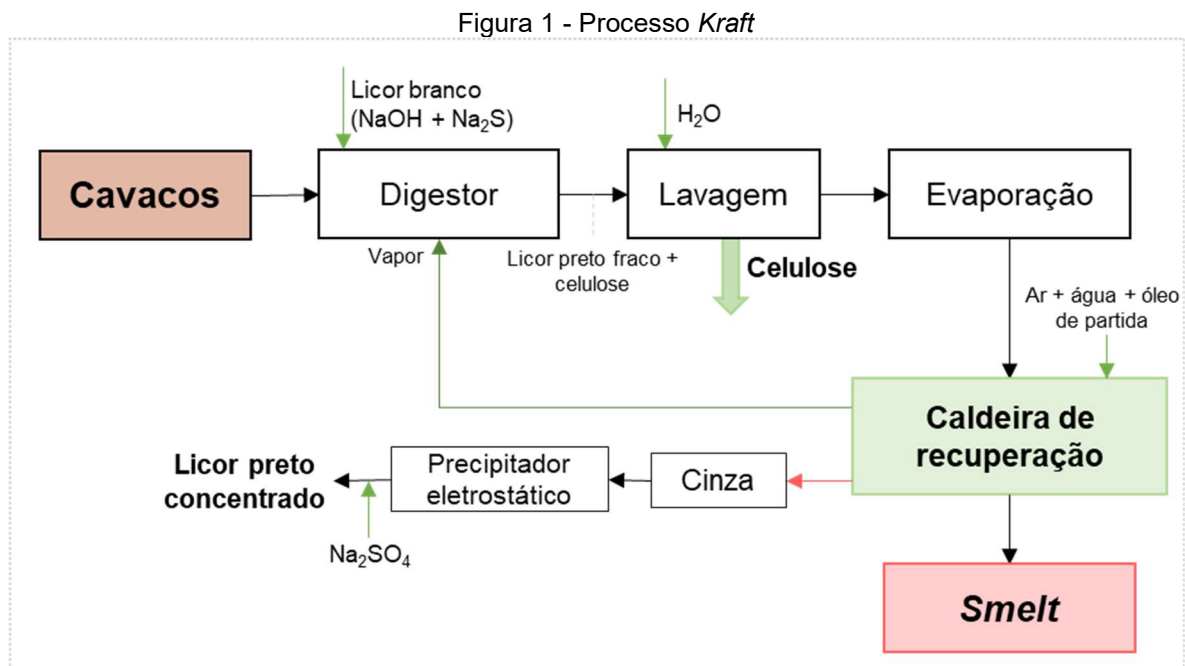 Figura 1 - Processo Kraft
Licor branco
(NaOH + Na₂S)
H₂O
Cavacos
Digestor
Lavagem
Evaporação
Vapor
Licor preto fraco +
celulose
Celulose
Ar + água + óleo
de partida
Caldeira de
recuperação
Licor preto
concentrado
Precipitador
eletrostático
Cinza
Na₂SO₄
Smelt